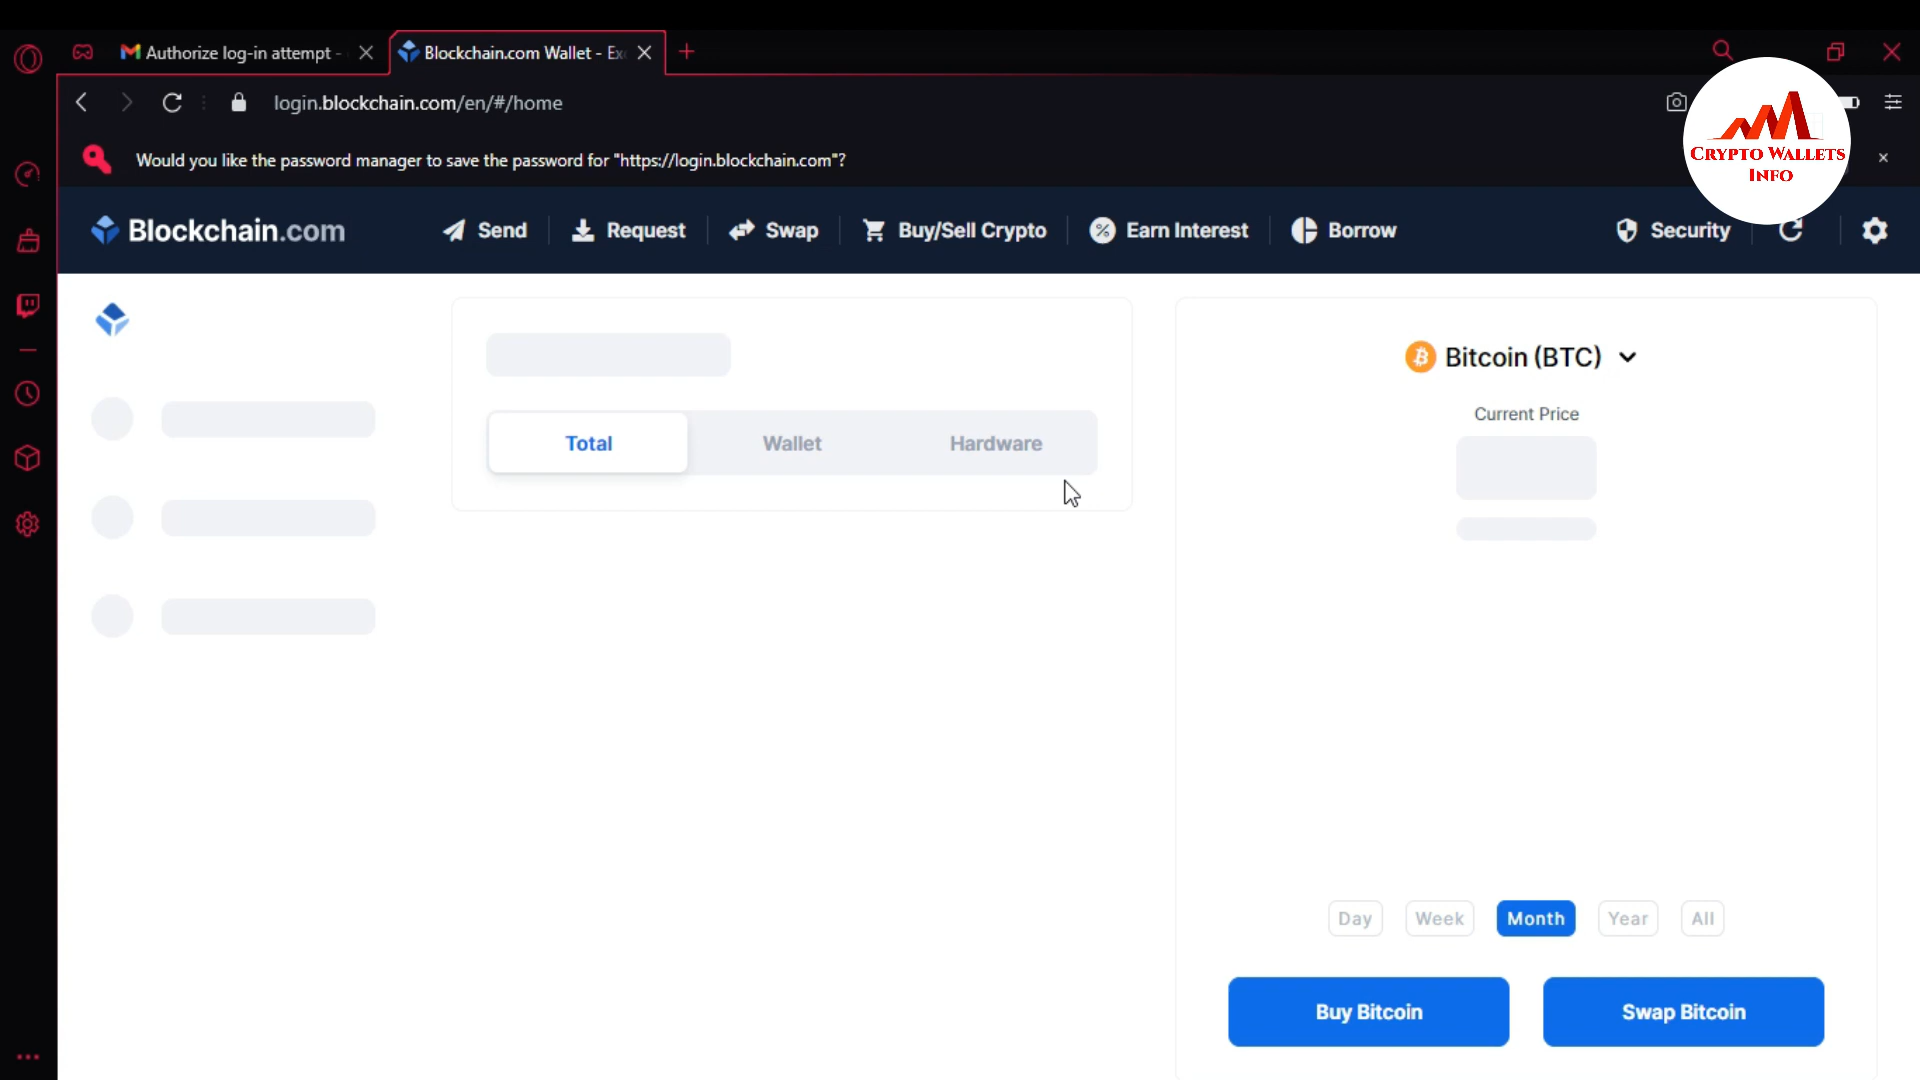 Authorize log-in attempt -
Blockchain.com Wallet - Ex
login.blockchain.com/en/#/home
Would you like the password manager to save the password for "https://login.blockchain.com"?
CRYPTO WALLETS
INFO
Blockchain.com
Send
Request
Swap
Buy/Sell Crypto
Earn Interest
Borrow
Security
Total
Wallet
Hardware
Bitcoin (BTC)
Current Price
Day
Week
Month
Year
All
Buy Bitcoin
Swap Bitcoin